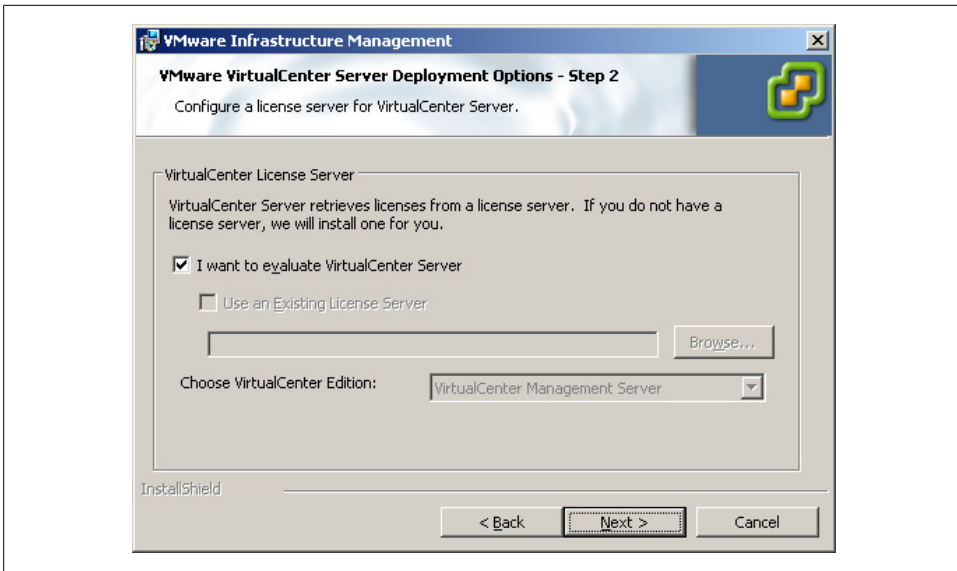 VMware Infrastructure Management
VMware VirtualCenter Server Deployment Options - Step 2
Configure a license server for VirtualCenter Server.
VirtualCenter License Server
VirtualCenter Server retrieves licenses from a license server. If you do not have a
license server, we will install one for you.
I want to evaluate VirtualCenter Server
Use an Existing License Server
Browse...
Choose VirtualCenter Edition:
VirtualCenter Management Server
InstallShield
< Back
Next >
Cancel